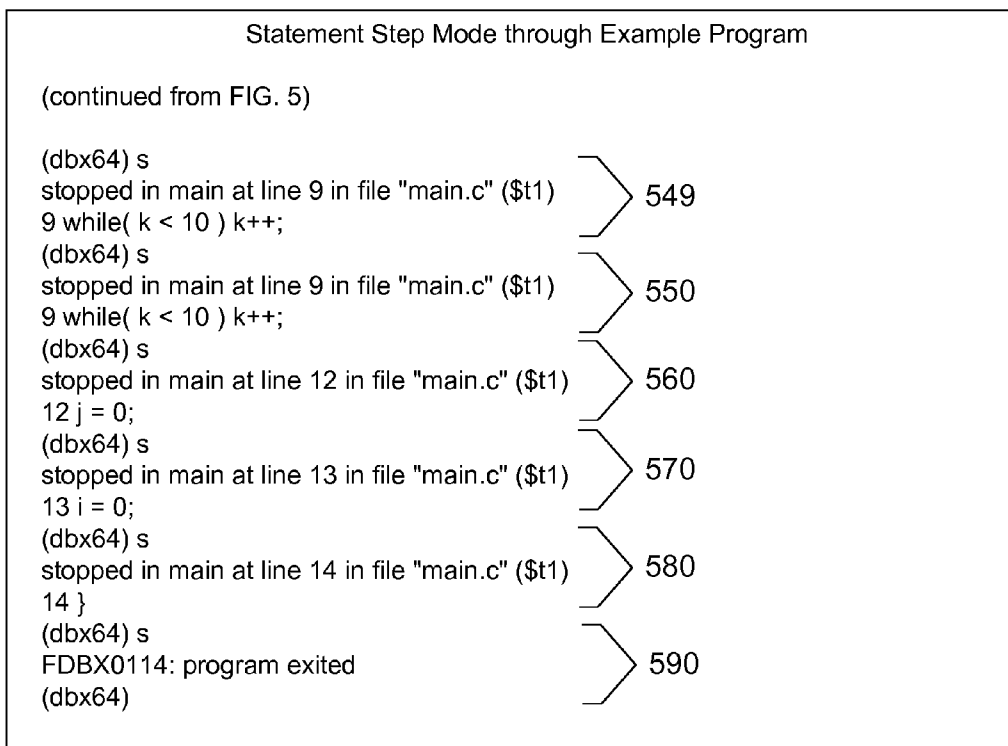 Statement Step Mode through Example Program
(continued from FIG. 5)
(dbx64) s
stopped in main at line 9 in file "main.c" ($t1)
9 while( k < 10 ) k++;
549
(dbx64) s
stopped in main at line 9 in file "main.c" ($t1)
9 while( k < 10 ) k++;
550
(dbx64) s
stopped in main at line 12 in file "main.c" ($t1)
12 j = 0;
560
(dbx64) s
stopped in main at line 13 in file "main.c" ($t1)
13 i = 0;
570
(dbx64) s
stopped in main at line 14 in file "main.c" ($t1)
14 }
580
(dbx64) s
FDBX0114: program exited
(dbx64)
590